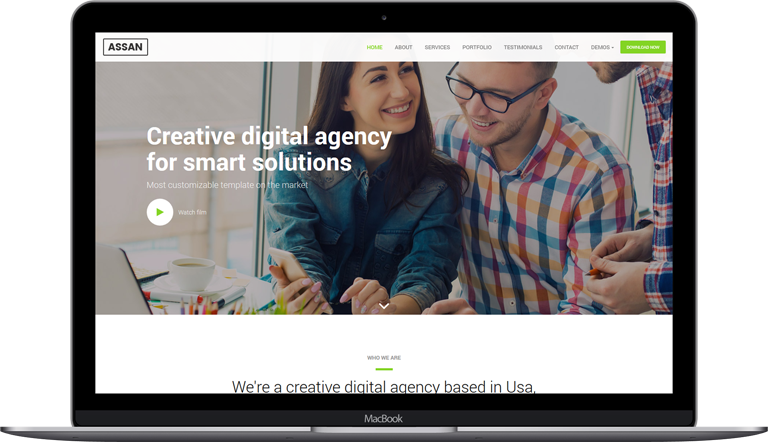 ASSAN
HOME ABOUT SERVICES PORTFOLIO TESTIMONIALS CONTACT DEMOS DOWNLOAD NOW
Creative digital agency
for smart solutions
Most customizable template on the market
Watch film
WHO WE ARE
We're a creative digital agency based in Usa,
MacBook